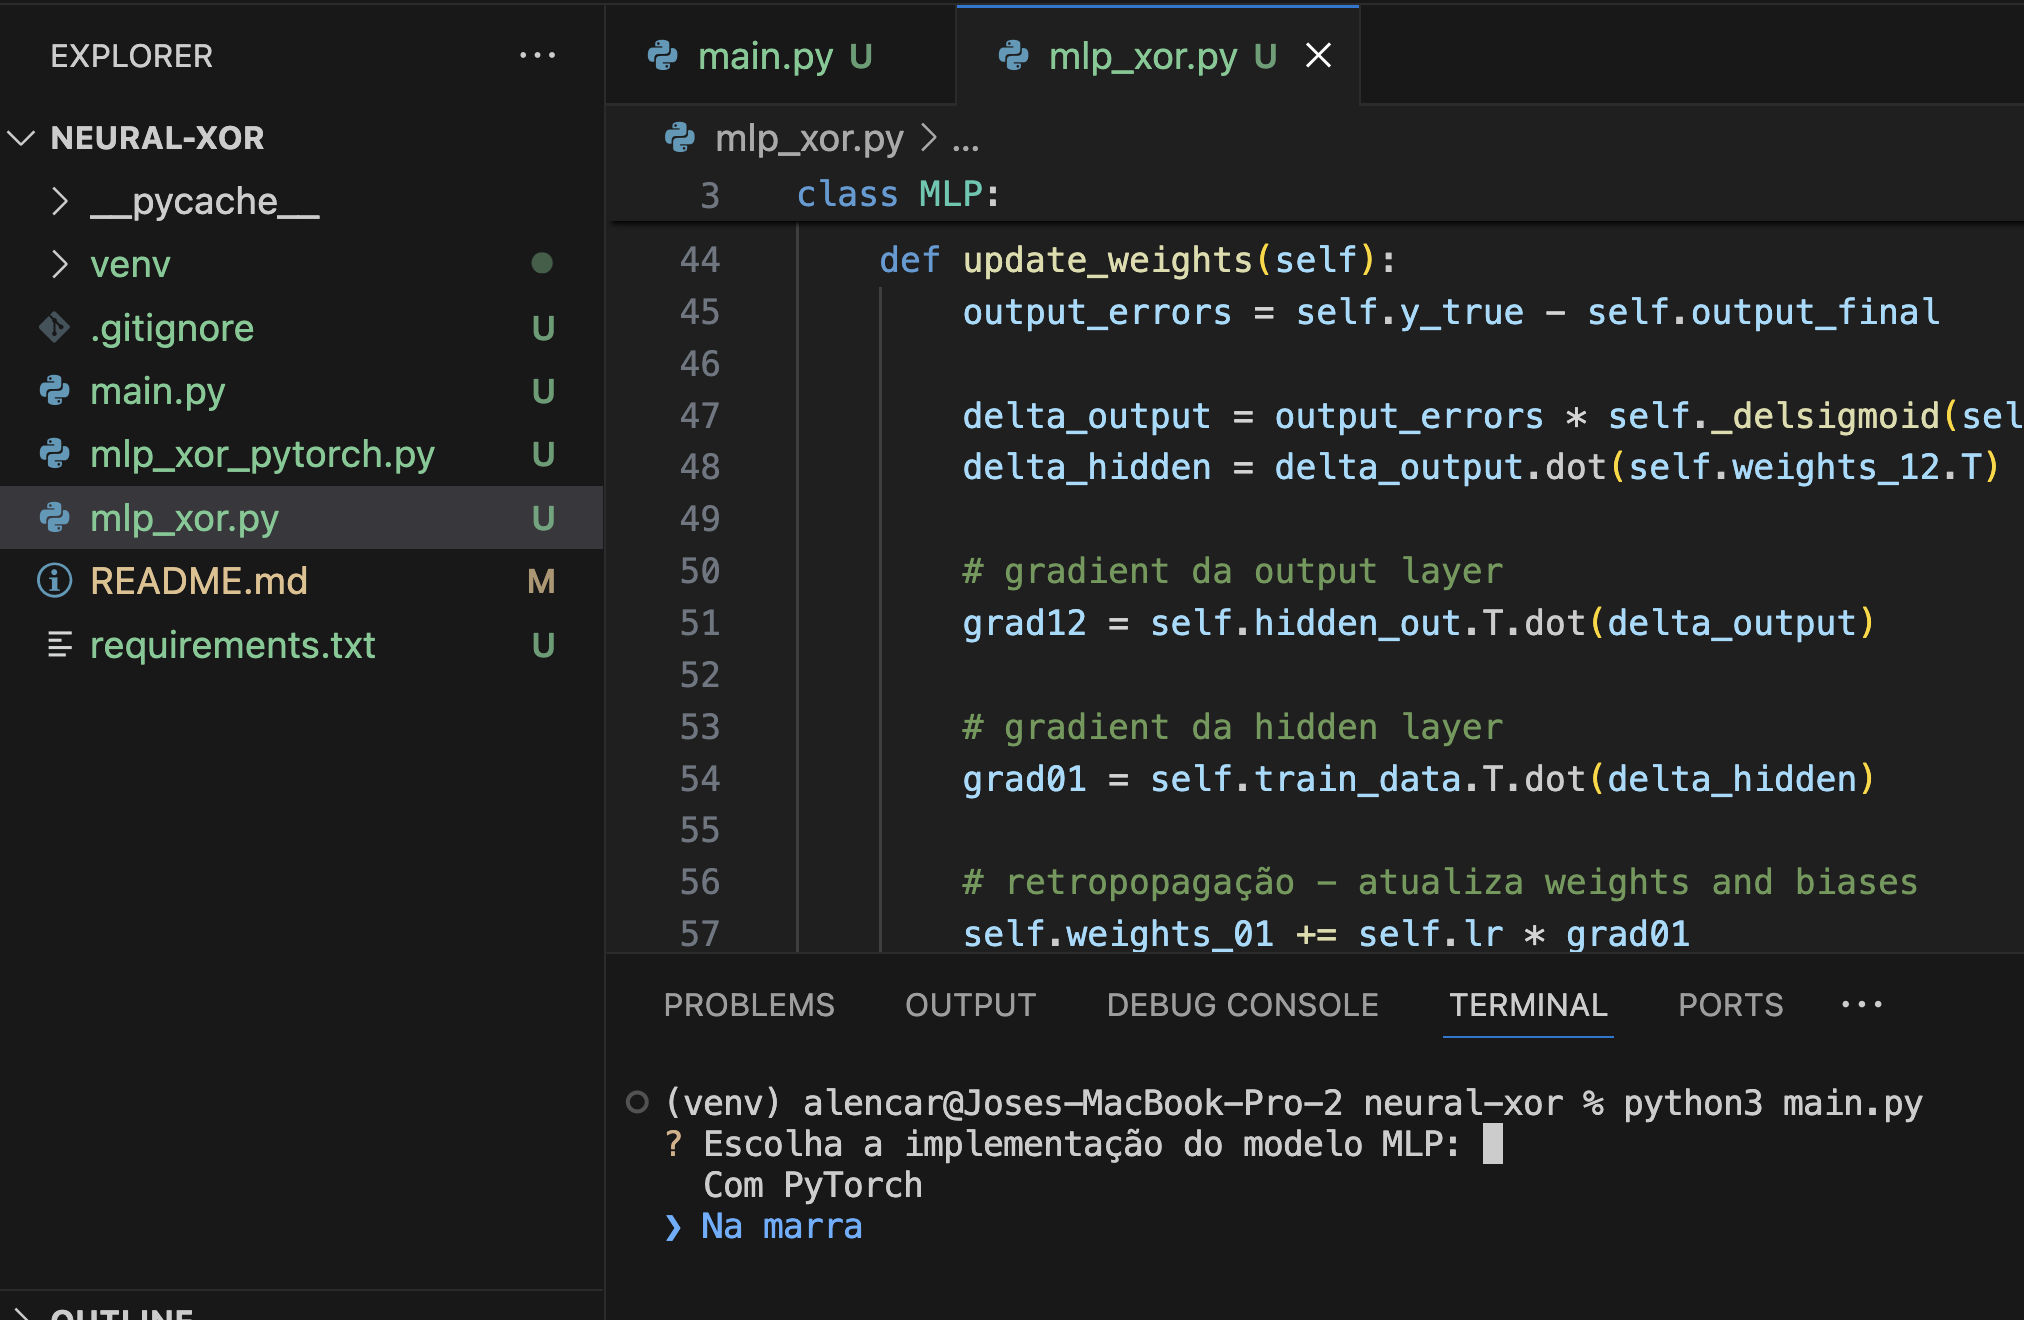 EXPLORER ...
NEURAL-XOR
__pycache__
venv
.gitignore U
main.py U
mlp_xor_pytorch.py U
mlp_xor.py U
README.md M
requirements.txt U
OUTLINE
main.py U
mlp_xor.py U
mlp_xor.py > ...
3 class MLP:
44 def update_weights(self):
45 output_errors = self.y_true - self.output_final
46
47 delta_output = output_errors * self._delsigmoid(sel
48 delta_hidden = delta_output.dot(self.weights_12.T)
49
50 # gradient da output layer
51 grad12 = self.hidden_out.T.dot(delta_output)
52
53 # gradient da hidden layer
54 grad01 = self.train_data.T.dot(delta_hidden)
55
56 # retropopagação - atualiza weights and biases
57 self.weights_01 += self.lr * grad01
PROBLEMS OUTPUT DEBUG CONSOLE TERMINAL PORTS ...
(venv) alencar@Joses-MacBook-Pro-2 neural-xor % python3 main.py
? Escolha a implementação do modelo MLP:
Com PyTorch
❯ Na marra